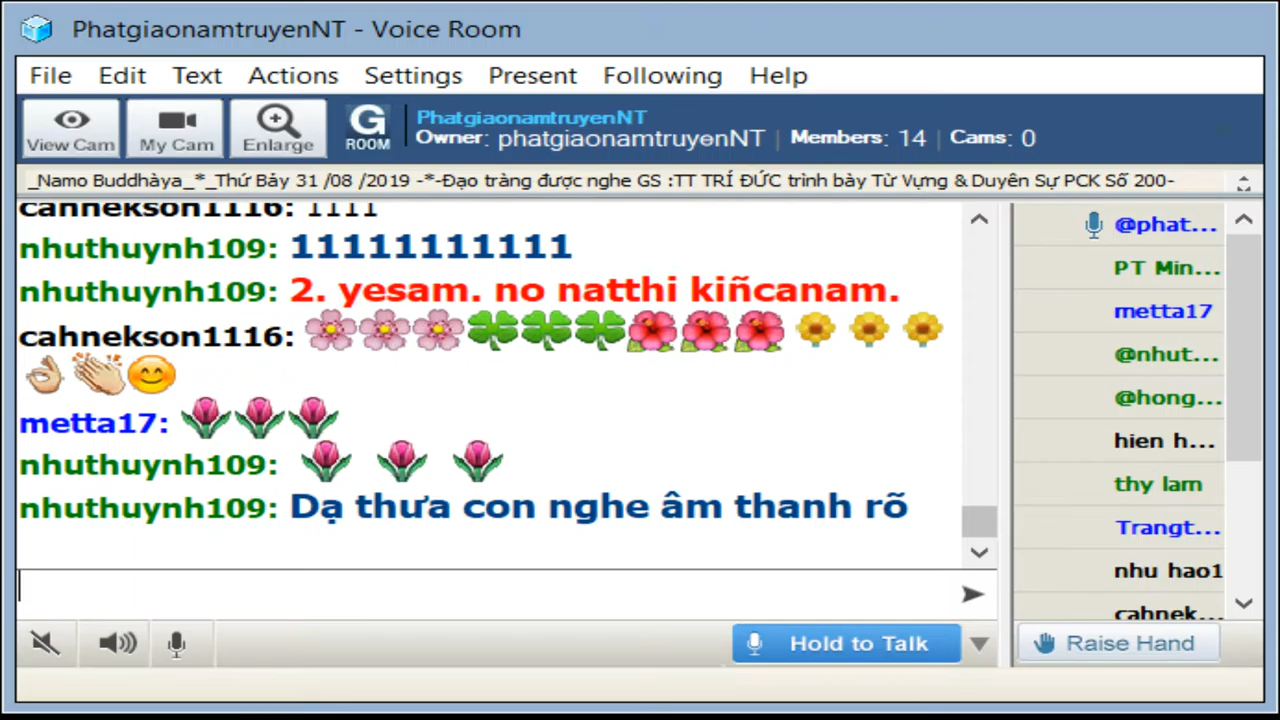 PhatgiaonamtruyenNT - Voice Room
File Edit Text Actions Settings Present Following Help
View Cam My Cam Enlarge G ROOM
PhatgiaonamtruyenNT
Owner: phatgiaonamtruyenNT | Members: 14 | Cams: 0
_Namo Buddhàya_*_Thứ Bảy 31 /08 /2019 -*-Đạo tràng được nghe GS :TT TRÍ ĐỨC trình bày Từ Vựng & Duyên Sự PCK Số 200-
cahnekson1116: 1111
nhuthuynh109: 11111111111
nhuthuynh109: 2. yesam. no natthi kiñcanam.
cahnekson1116:
metta17:
nhuthuynh109:
nhuthuynh109: Dạ thưa con nghe âm thanh rõ
@phat...
PT Min...
metta17
@nhut...
@hong...
hien h...
thy lam
Trangt...
nhu hao1
cahnek...
Hold to Talk
Raise Hand